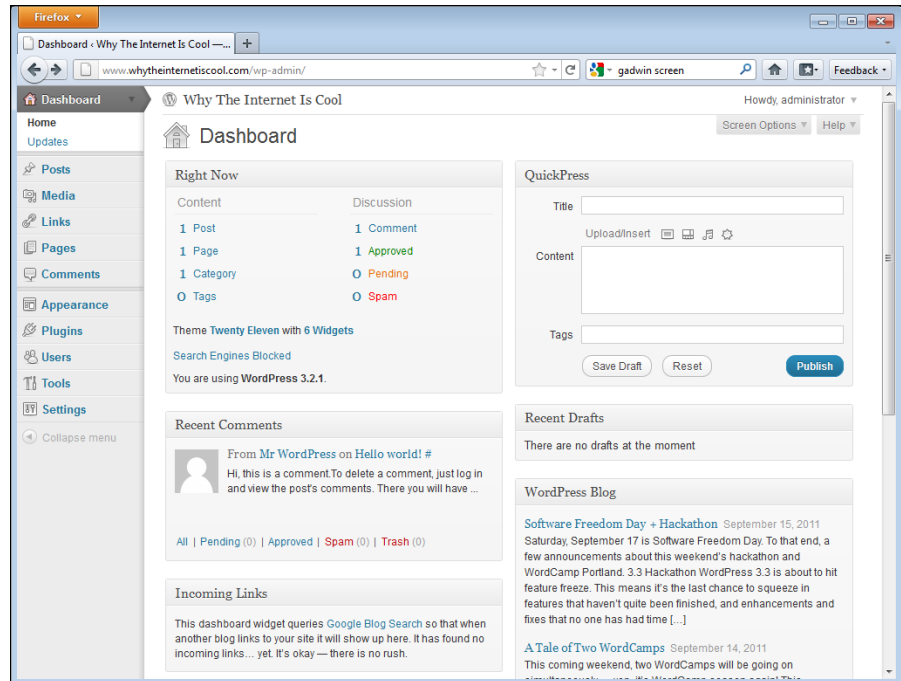 Firefox
Dashboard ‹ Why The Internet Is Cool —...
www.whytheinternetiscool.com/wp-admin/
gadwin screen
Feedback
Dashboard
Home
Updates
Posts
Media
Links
Pages
Comments
Appearance
Plugins
Users
Tools
Settings
Collapse menu
Why The Internet Is Cool
Howdy, administrator
Screen Options
Help
Dashboard
Right Now
Content
Discussion
1 Post
1 Comment
1 Page
1 Approved
1 Category
0 Pending
0 Tags
0 Spam
Theme Twenty Eleven with 6 Widgets
Search Engines Blocked
You are using WordPress 3.2.1.
Recent Comments
From Mr WordPress on Hello world! #
Hi, this is a comment.To delete a comment, just log in
and view the post's comments. There you will have ...
All | Pending (0) | Approved | Spam (0) | Trash (0)
Incoming Links
This dashboard widget queries Google Blog Search so that when
another blog links to your site it will show up here. It has found no
incoming links… yet. It's okay — there is no rush.
QuickPress
Title
Upload/Insert
Content
Tags
Save Draft
Reset
Publish
Recent Drafts
There are no drafts at the moment
WordPress Blog
Software Freedom Day + Hackathon September 15, 2011
Saturday, September 17 is Software Freedom Day. To that end, a
few announcements about this weekend's hackathon and
WordCamp Portland. 3.3 Hackathon WordPress 3.3 is about to hit
feature freeze. This means it's the last chance to squeeze in
features that haven't quite been finished, and enhancements and
fixes that no one has had time […]
A Tale of Two WordCamps September 14, 2011
This coming weekend, two WordCamps will be going on